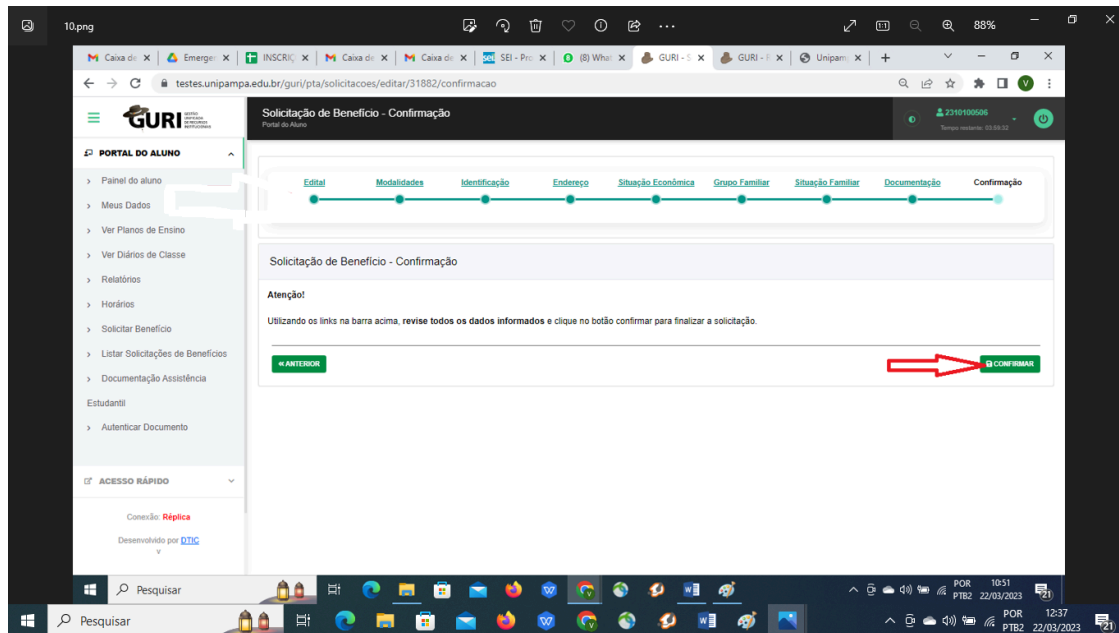 10.png
88%
Caixa de
Emerger
INSCRIÇ
Caixa de
Caixa de
SEI - Pro
(8) What
GURI - S
GURI - F
Unipam
testes.unipampa.edu.br/guri/pta/solicitacoes/editar/31882/confirmacao
V
GURI
Solicitação de Benefício - Confirmação
Portal do Aluno
2310100506
Tempo restante: 03:59:32
PORTAL DO ALUNO
Painel do aluno
Meus Dados
Ver Planos de Ensino
Ver Diários de Classe
Relatórios
Horários
Solicitar Benefício
Listar Solicitações de Benefícios
Documentação Assistência
Estudantil
Autenticar Documento
ACESSO RÁPIDO
Conexão: Réplica
Desenvolvido por DTIC
v
Edital Modalidades Identificação Endereço Situação Econômica Grupo Familiar Situação Familiar Documentação Confirmação
Solicitação de Benefício - Confirmação
Atenção!
Utilizando os links na barra acima, revise todos os dados informados e clique no botão confirmar para finalizar a solicitação.
« ANTERIOR
CONFIRMAR
Pesquisar
POR 10:51
PTB2 22/03/2023
21
Pesquisar
POR 12:37
PTB2 22/03/2023
21